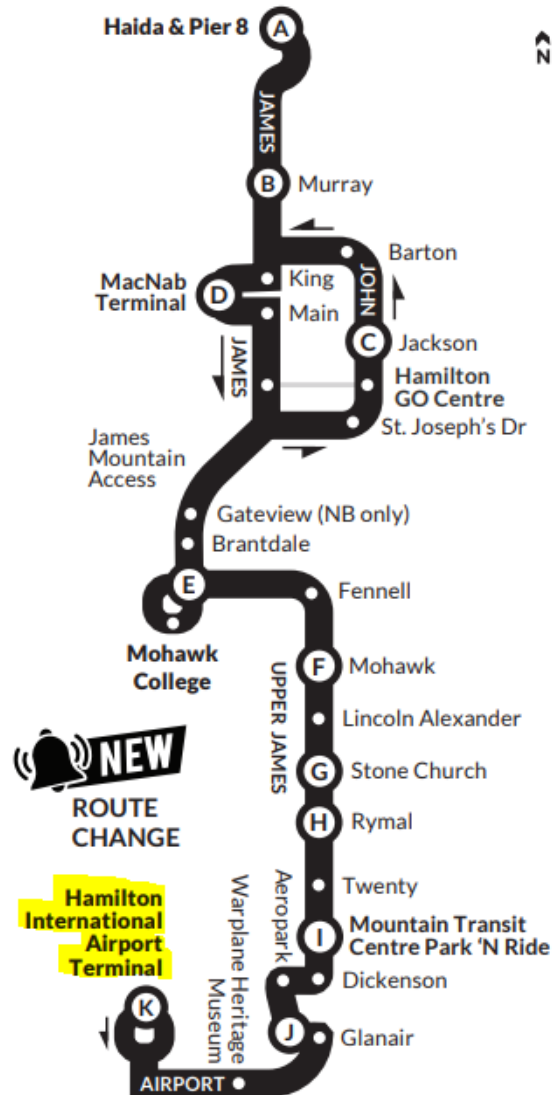 Haida & Pier 8
A
Z
JAMES
B
Murray
Barton
MacNab
Terminal
D
King
Main
JOHN
C
Jackson
JAMES
Hamilton
GO Centre
St. Joseph's Dr
James
Mountain
Access
Gateview (NB only)
Brantdale
E
Fennell
Mohawk
College
F
Mohawk
UPPER JAMES
Lincoln Alexander
NEW
ROUTE
CHANGE
G
Stone Church
H
Rymal
Hamilton
International
Airport
Terminal
Twenty
I
Mountain Transit
Centre Park 'N Ride
Aeropark
Dickenson
Warplane Heritage
Museum
K
J
Glanair
AIRPORT